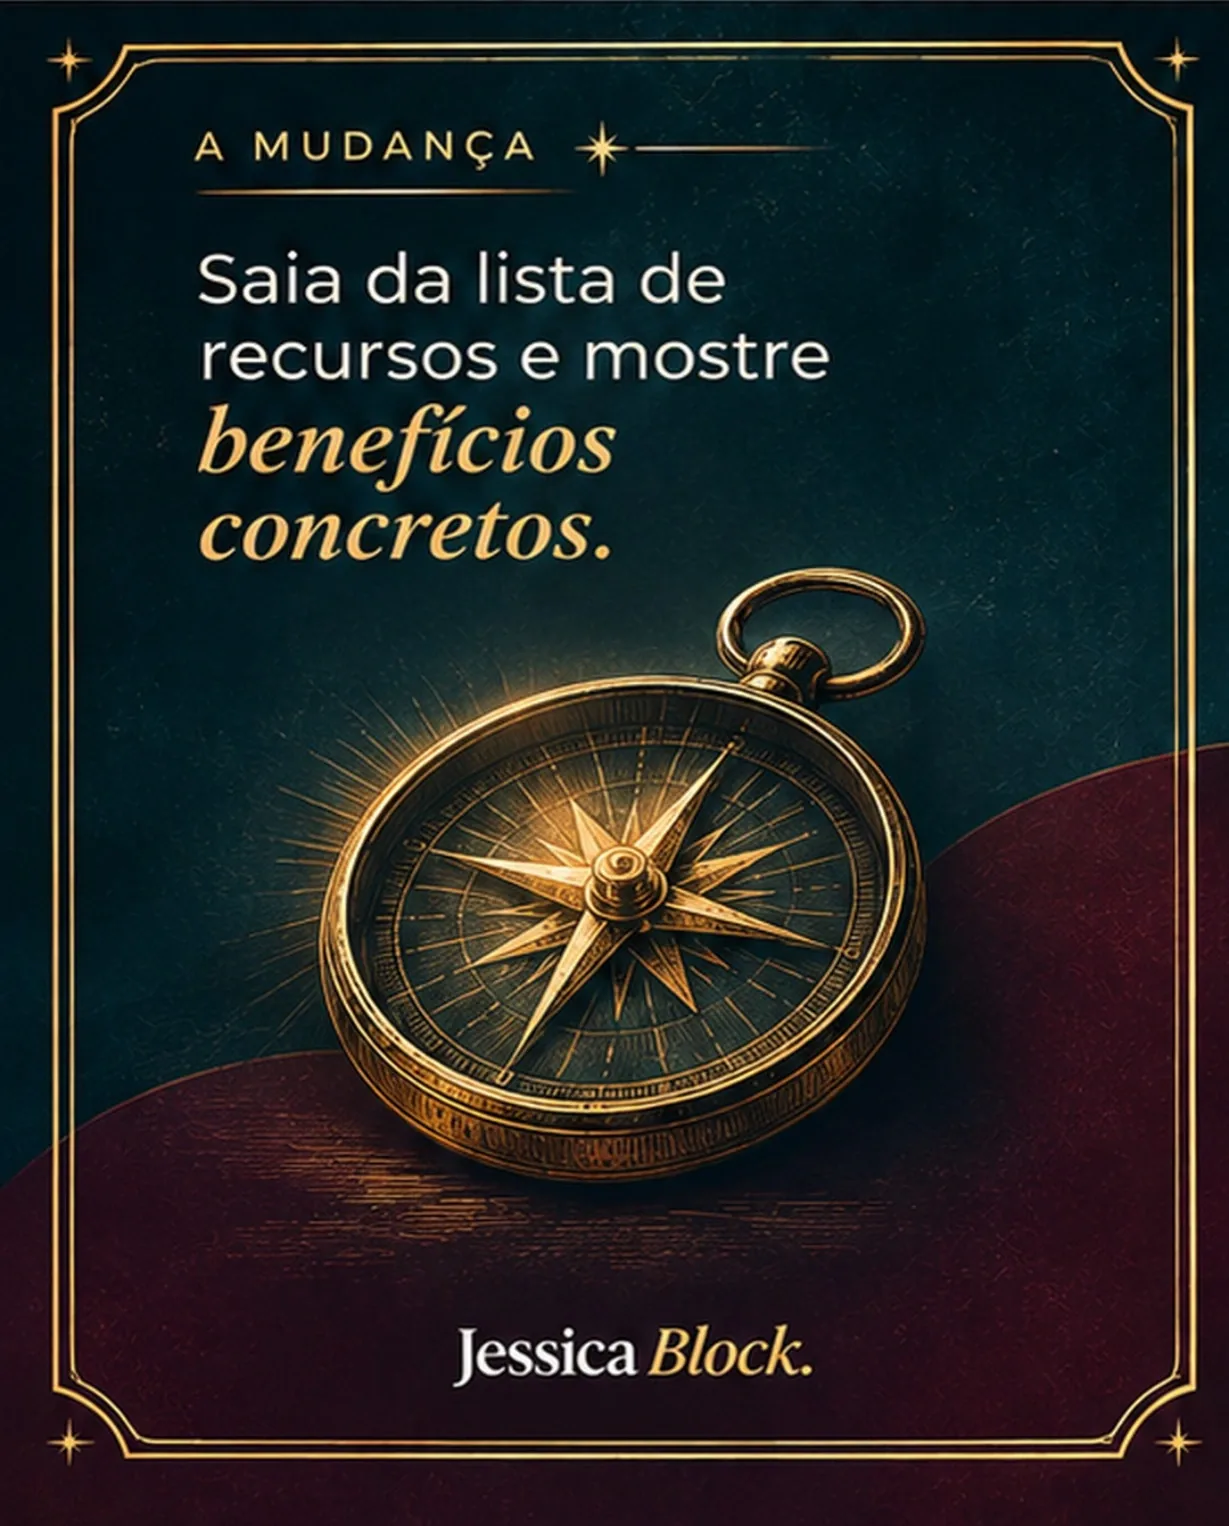 A MUDANÇA
Saia da lista de
recursos e mostre
benefícios
concretos.
Jessica Block.